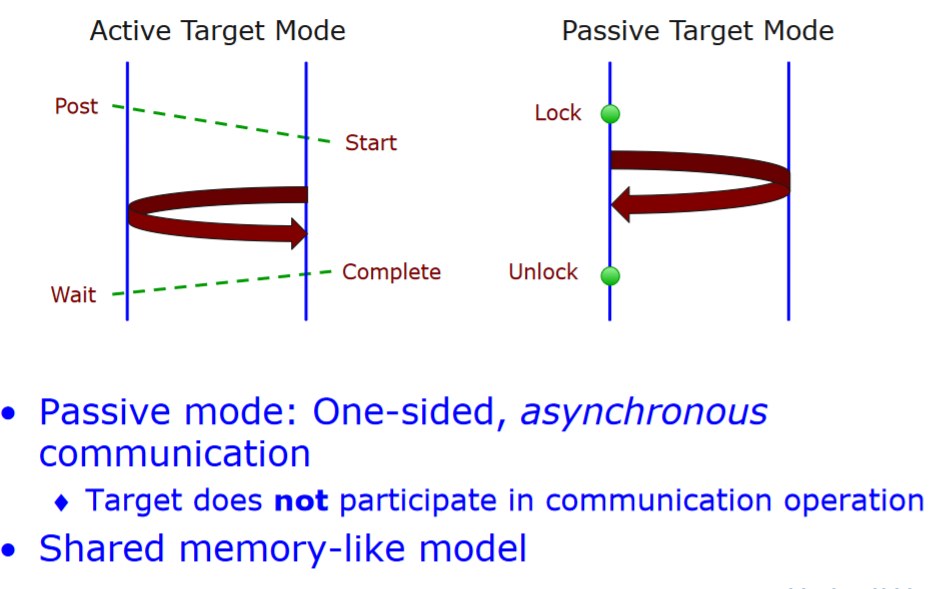 Active Target Mode
Passive Target Mode
Post
Start
Lock
Wait
Complete
Unlock
• Passive mode: One-sided, asynchronous
communication
♦ Target does not participate in communication operation
• Shared memory-like model